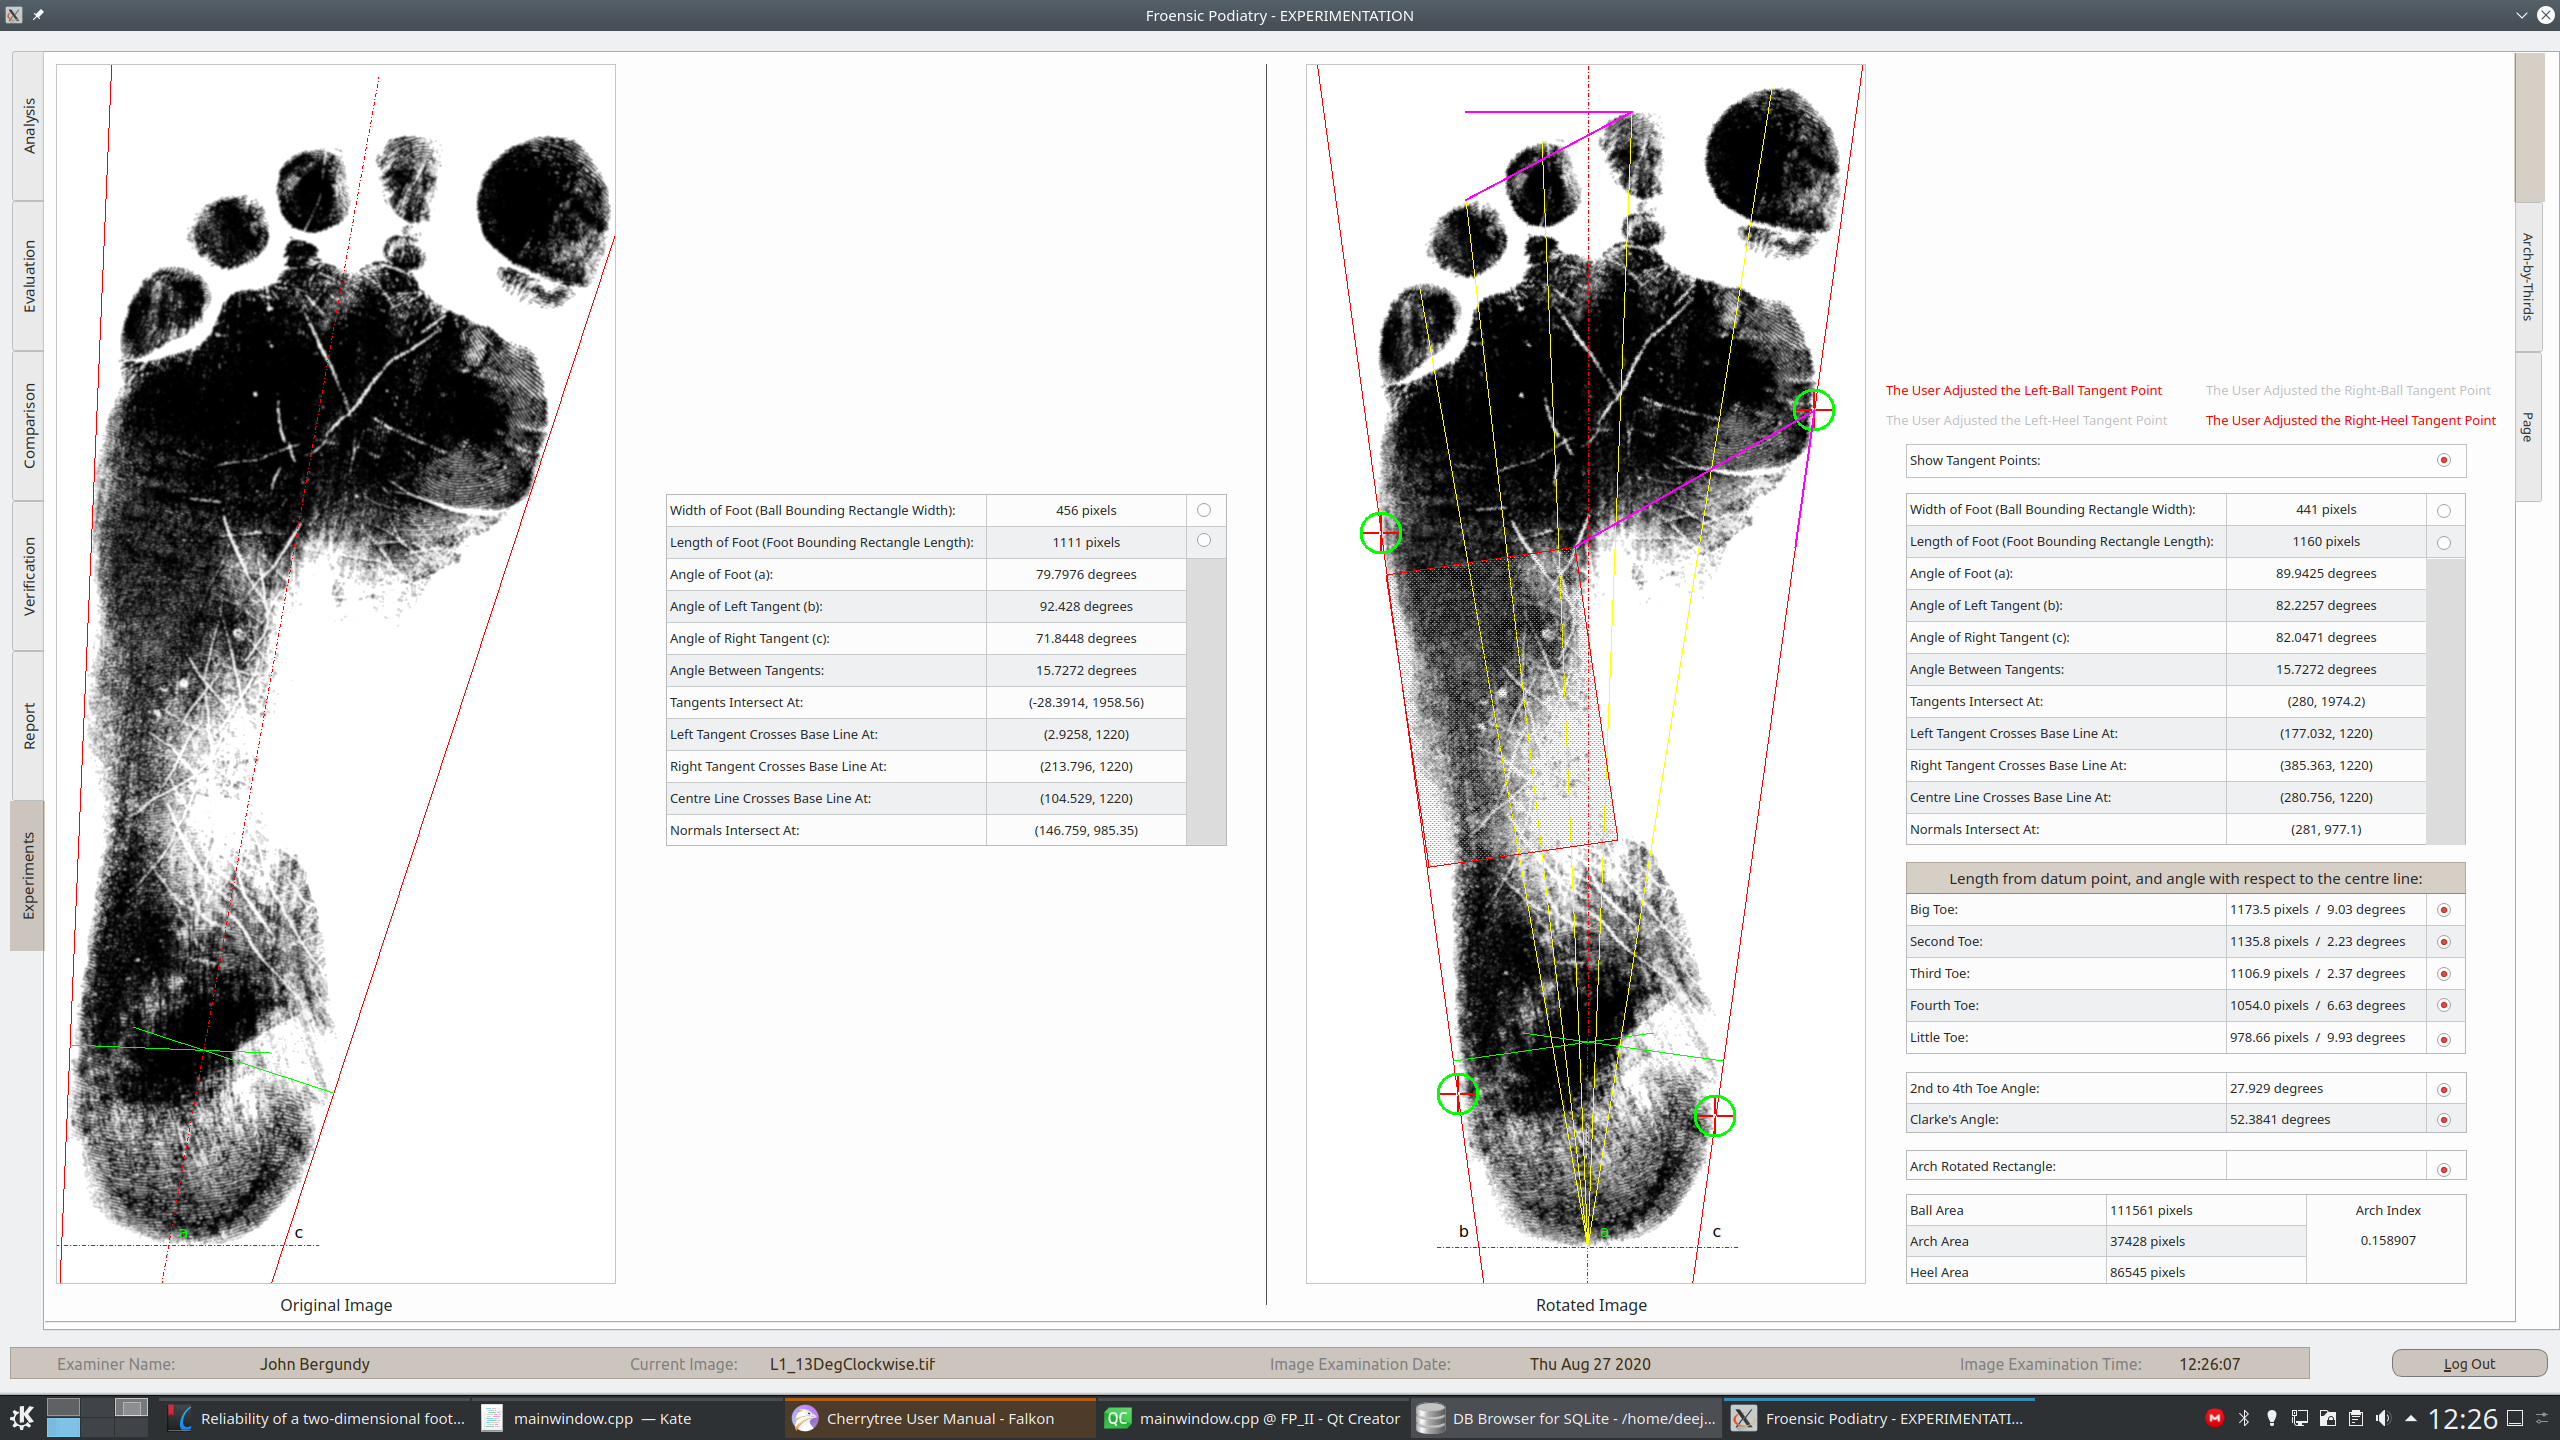 Froensic Podiatry - EXPERIMENTATION
Analysis
Evaluation
Comparison
Verification
Report
Experiments
a
c
Original Image
Width of Foot (Ball Bounding Rectangle Width): 456 pixels
Length of Foot (Foot Bounding Rectangle Length): 1111 pixels
Angle of Foot (a): 79.7976 degrees
Angle of Left Tangent (b): 92.428 degrees
Angle of Right Tangent (c): 71.8448 degrees
Angle Between Tangents: 15.7272 degrees
Tangents Intersect At: (-28.3914, 1958.56)
Left Tangent Crosses Base Line At: (2.9258, 1220)
Right Tangent Crosses Base Line At: (213.796, 1220)
Centre Line Crosses Base Line At: (104.529, 1220)
Normals Intersect At: (146.759, 985.35)
b
a
c
Rotated Image
The User Adjusted the Left-Ball Tangent Point The User Adjusted the Right-Ball Tangent Point
The User Adjusted the Left-Heel Tangent Point The User Adjusted the Right-Heel Tangent Point
Show Tangent Points:
Width of Foot (Ball Bounding Rectangle Width): 441 pixels
Length of Foot (Foot Bounding Rectangle Length): 1160 pixels
Angle of Foot (a): 89.9425 degrees
Angle of Left Tangent (b): 82.2257 degrees
Angle of Right Tangent (c): 82.0471 degrees
Angle Between Tangents: 15.7272 degrees
Tangents Intersect At: (280, 1974.2)
Left Tangent Crosses Base Line At: (177.032, 1220)
Right Tangent Crosses Base Line At: (385.363, 1220)
Centre Line Crosses Base Line At: (280.756, 1220)
Normals Intersect At: (281, 977.1)
Length from datum point, and angle with respect to the centre line:
Big Toe: 1173.5 pixels / 9.03 degrees
Second Toe: 1135.8 pixels / 2.23 degrees
Third Toe: 1106.9 pixels / 2.37 degrees
Fourth Toe: 1054.0 pixels / 6.63 degrees
Little Toe: 978.66 pixels / 9.93 degrees
2nd to 4th Toe Angle: 27.929 degrees
Clarke's Angle: 52.3841 degrees
Arch Rotated Rectangle:
Ball Area 111561 pixels Arch Index
Arch Area 37428 pixels 0.158907
Heel Area 86545 pixels
Arch-by-Thirds
Page
Examiner Name: John Bergundy Current Image: L1_13DegClockwise.tif Image Examination Date: Thu Aug 27 2020 Image Examination Time: 12:26:07 Log Out
Reliability of a two-dimensional foot... mainwindow.cpp — Kate Cherrytree User Manual - Falkon QC mainwindow.cpp @ FP_II - Qt Creator DB Browser for SQLite - /home/deej... Froensic Podiatry - EXPERIMENTATI... 12:26